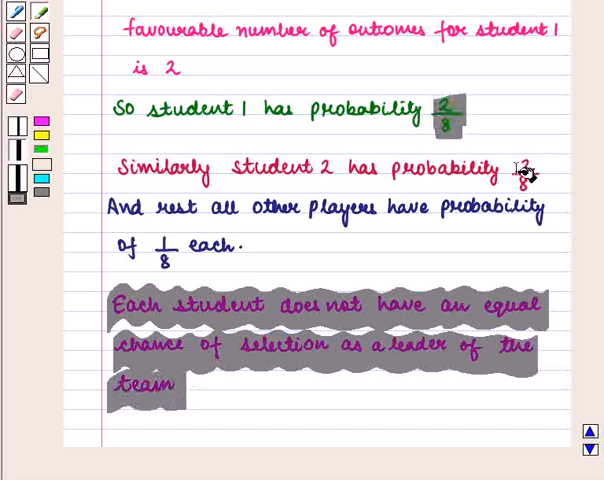 favourable number of outcomes for student 1
is 2
So student 1 has probability 2/8
Similarly student 2 has probability 2/8
And rest all other players have probability
of 1/8 each.
Each student does not have an equal
chance of selection as a leader of the
team